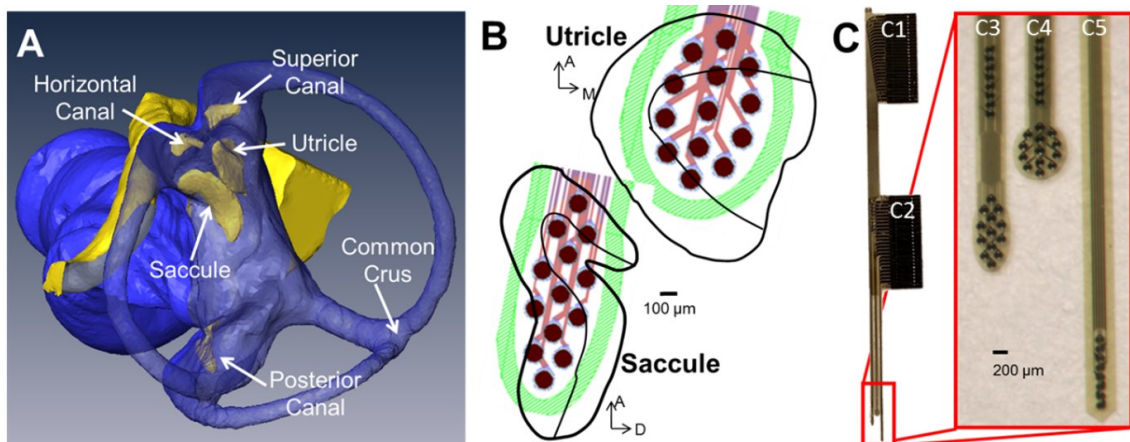 A
Superior
Canal
Horizontal
Canal
Utricle
Saccule
Common
Crus
Posterior
Canal
B
Utricle
A
M
100 µm
Saccule
A
D
C
C1
C2
C3
C4
C5
200 µm